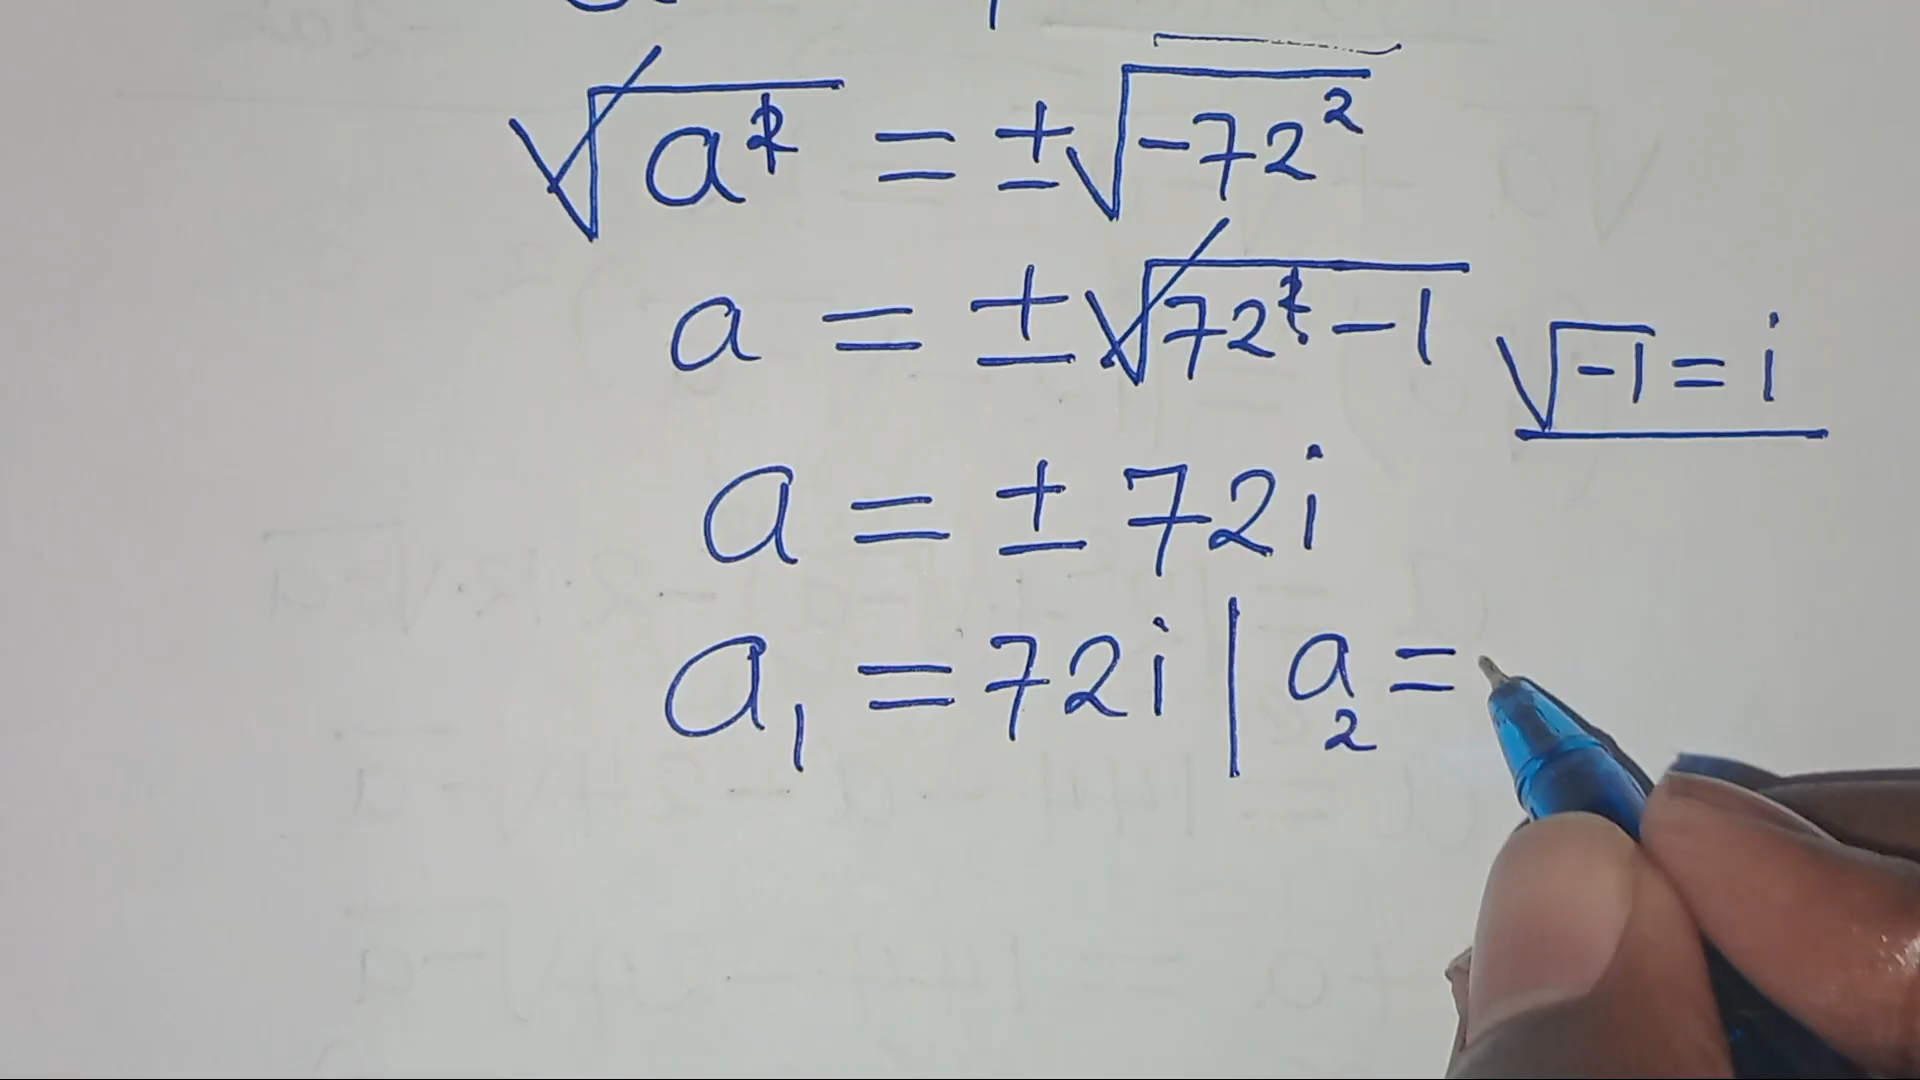 √a² = ±√-72²
a = ±√72²·-1 √-1 = i
a = ± 72i
a₁ = 72i | a₂ =